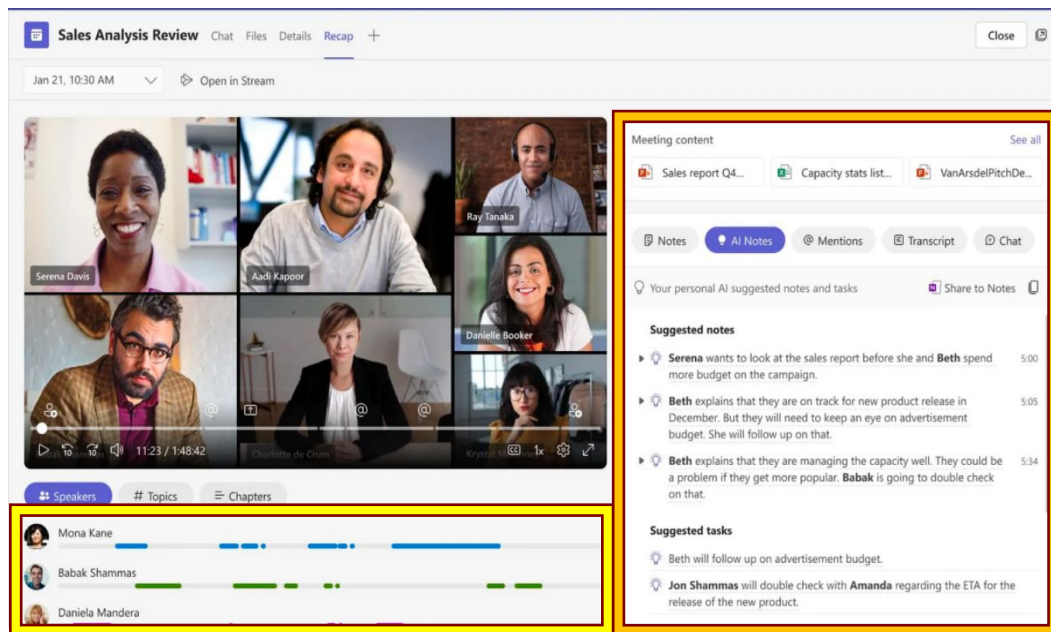 Sales Analysis Review Chat Files Details Recap
Close
Jan 21, 10:30 AM
Open in Stream
Serena Davis
Aadi Kapoor
Ray Tanaka
Danielle Booker
Charlotte de Crum
Krystal M
10 10 11:23 / 1:48:42 CC 1x
Speakers # Topics Chapters
Mona Kane
Babak Shammas
Daniela Mandera
Meeting content See all
Sales report Q4... Capacity stats list... VanArsdelPitchDe...
Notes AI Notes @ Mentions Transcript Chat
Your personal AI suggested notes and tasks Share to Notes
Suggested notes
Serena wants to look at the sales report before she and Beth spend 5:00
more budget on the campaign.
Beth explains that they are on track for new product release in 5:05
December. But they will need to keep an eye on advertisement
budget. She will follow up on that.
Beth explains that they are managing the capacity well. They could be 5:34
a problem if they get more popular. Babak is going to double check
on that.
Suggested tasks
Beth will follow up on advertisement budget.
Jon Shammas will double check with Amanda regarding the ETA for the
release of the new product.